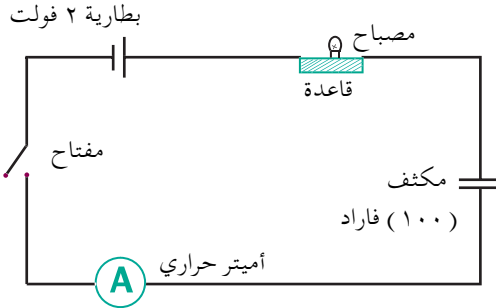 بطارية ٢ فولت
مصباح
قاعدة
مفتاح
مكثف
(١٠٠) فاراد
أميتر حراري
A